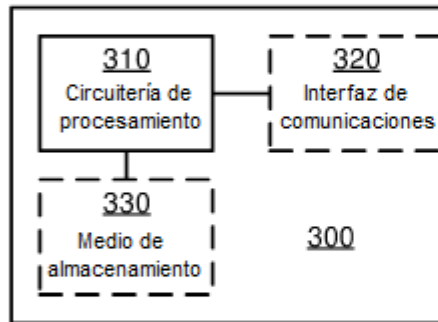 310
Circuitería de
procesamiento
320
Interfaz de
comunicaciones
330
Medio de
almacenamiento
300